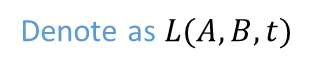 Denote as L(A, B, t)